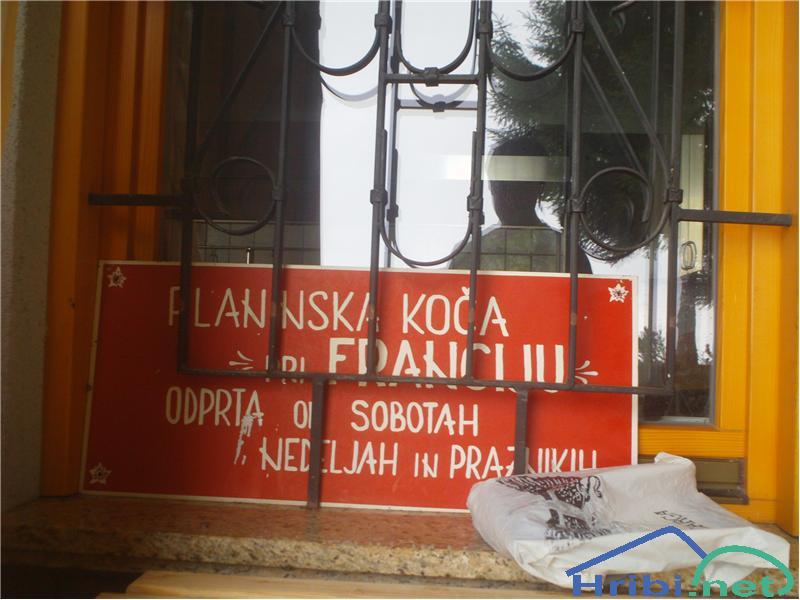 PLANINSKA KOČA
PRI FRANCIJU
ODPRTA OB SOBOTAH
, NEDELJAH IN PRAZNIKIH
Hribi.net